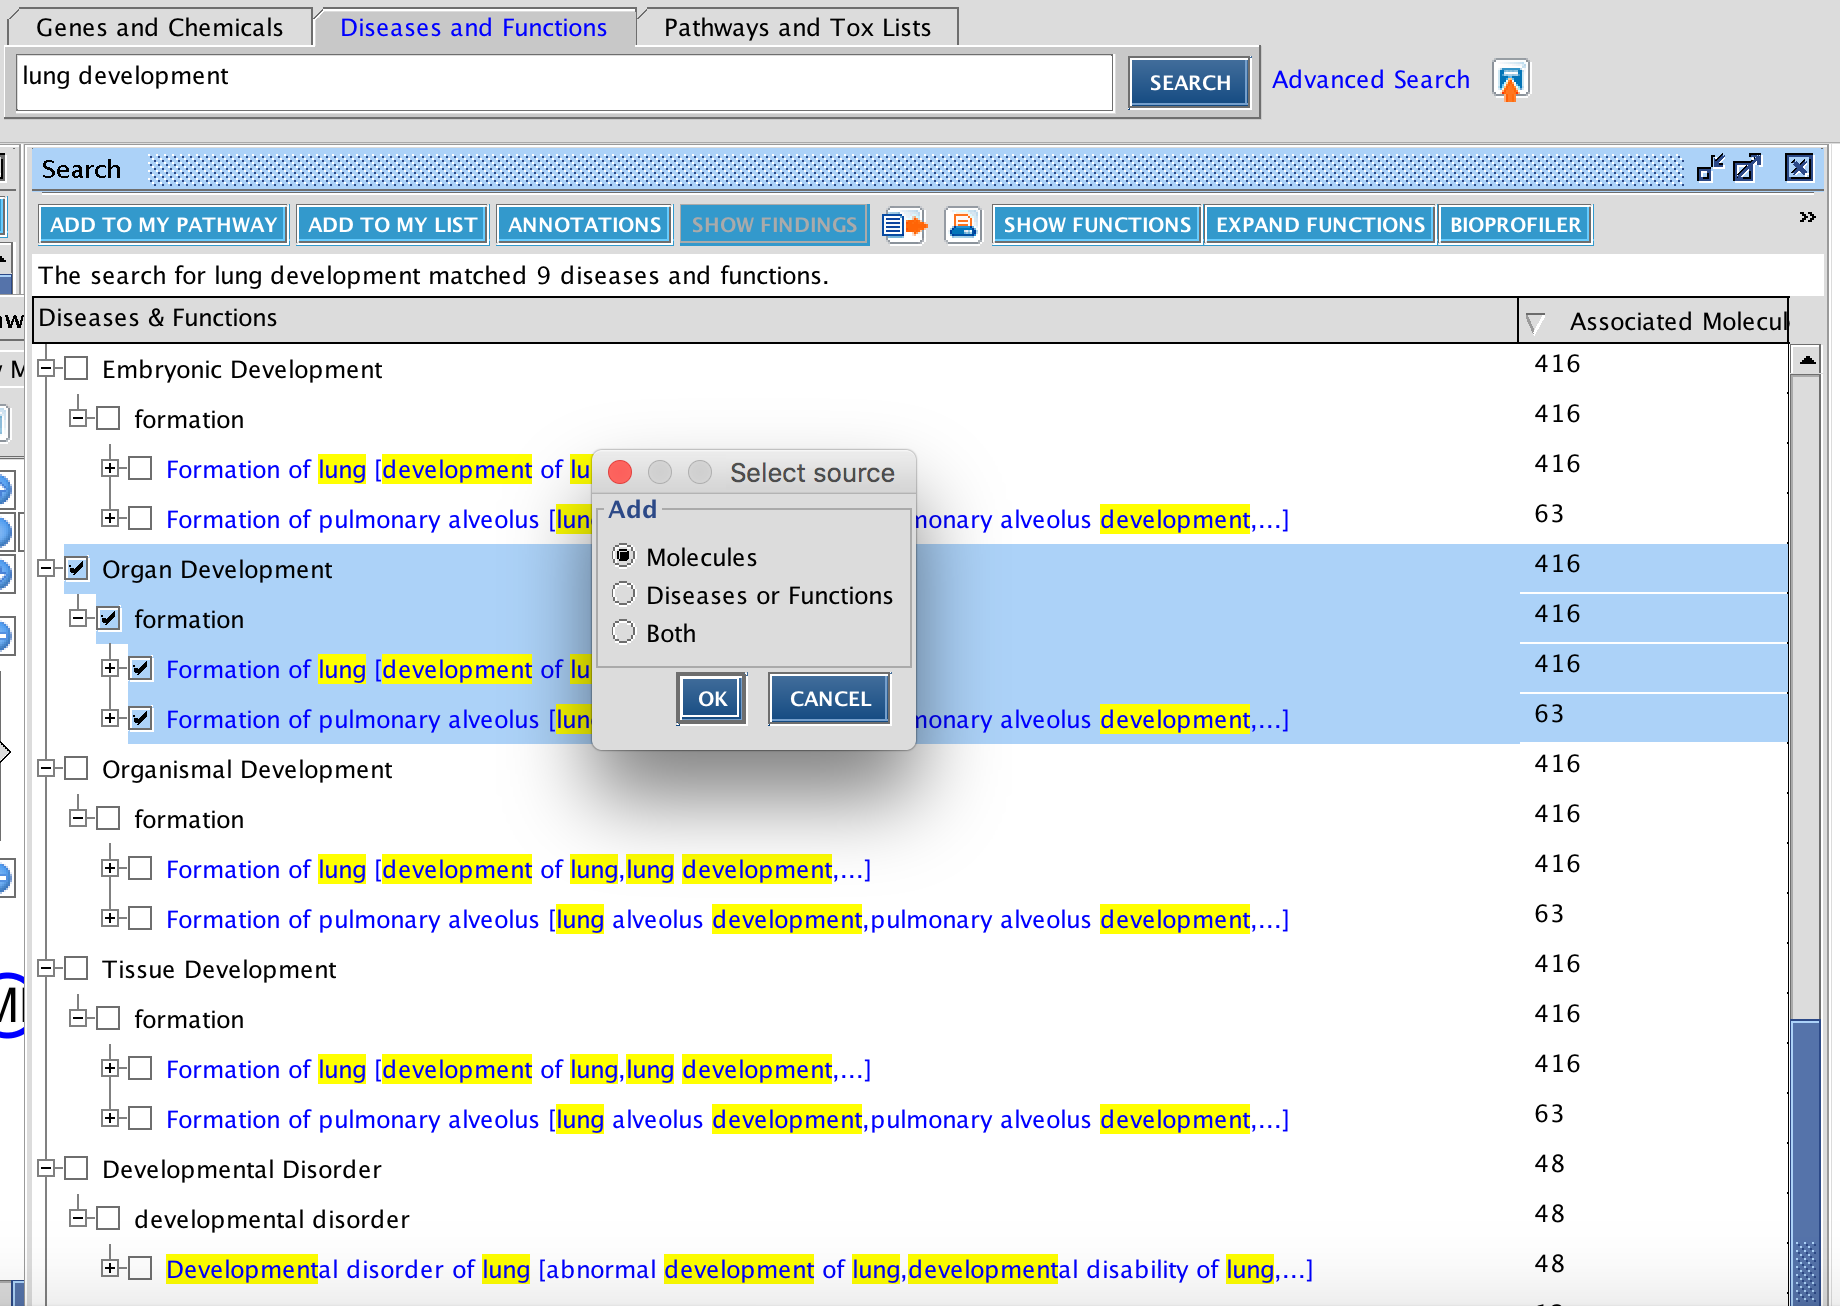 Genes and Chemicals Diseases and Functions Pathways and Tox Lists
lung development SEARCH Advanced Search
Search
ADD TO MY PATHWAY ADD TO MY LIST ANNOTATIONS SHOW FINDINGS SHOW FUNCTIONS EXPAND FUNCTIONS BIOPROFILER »
The search for lung development matched 9 diseases and functions.
Diseases & Functions Associated Molecul
Embryonic Development 416
formation 416
Formation of lung [development of lu 416
Formation of pulmonary alveolus [lun monary alveolus development,...] 63
Organ Development 416
formation 416
Formation of lung [development of lu 416
Formation of pulmonary alveolus [lun monary alveolus development,...] 63
Select source
Add
Molecules
Diseases or Functions
Both
OK CANCEL
Organismal Development 416
formation 416
Formation of lung [development of lung,lung development,...] 416
Formation of pulmonary alveolus [lung alveolus development,pulmonary alveolus development,...] 63
Tissue Development 416
formation 416
Formation of lung [development of lung,lung development,...] 416
Formation of pulmonary alveolus [lung alveolus development,pulmonary alveolus development,...] 63
Developmental Disorder 48
developmental disorder 48
Developmental disorder of lung [abnormal development of lung,developmental disability of lung,...] 48